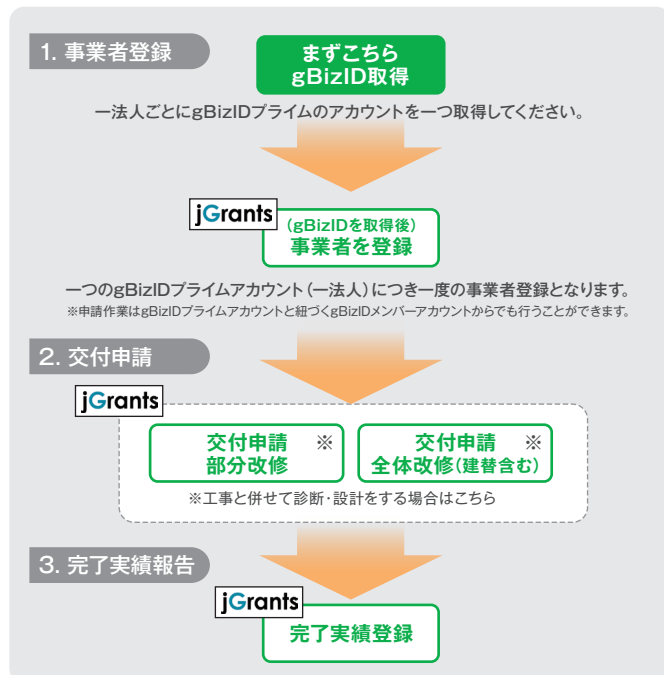 1. 事業者登録
まずこちら
gBizID取得
一法人ごとにgBizIDプライムのアカウントを一つ取得してください。
jGrants
(gBizIDを取得後)
事業者を登録
一つのgBizIDプライムアカウント(一法人)につき一度の事業者登録となります。
※申請作業はgBizIDプライムアカウントと紐づくgBizIDメンバーアカウントからでも行うことができます。
2. 交付申請
jGrants
交付申請 ※
部分改修
交付申請 ※
全体改修(建替含む)
※工事と併せて診断・設計をする場合はこちら
3. 完了実績報告
jGrants
完了実績登録